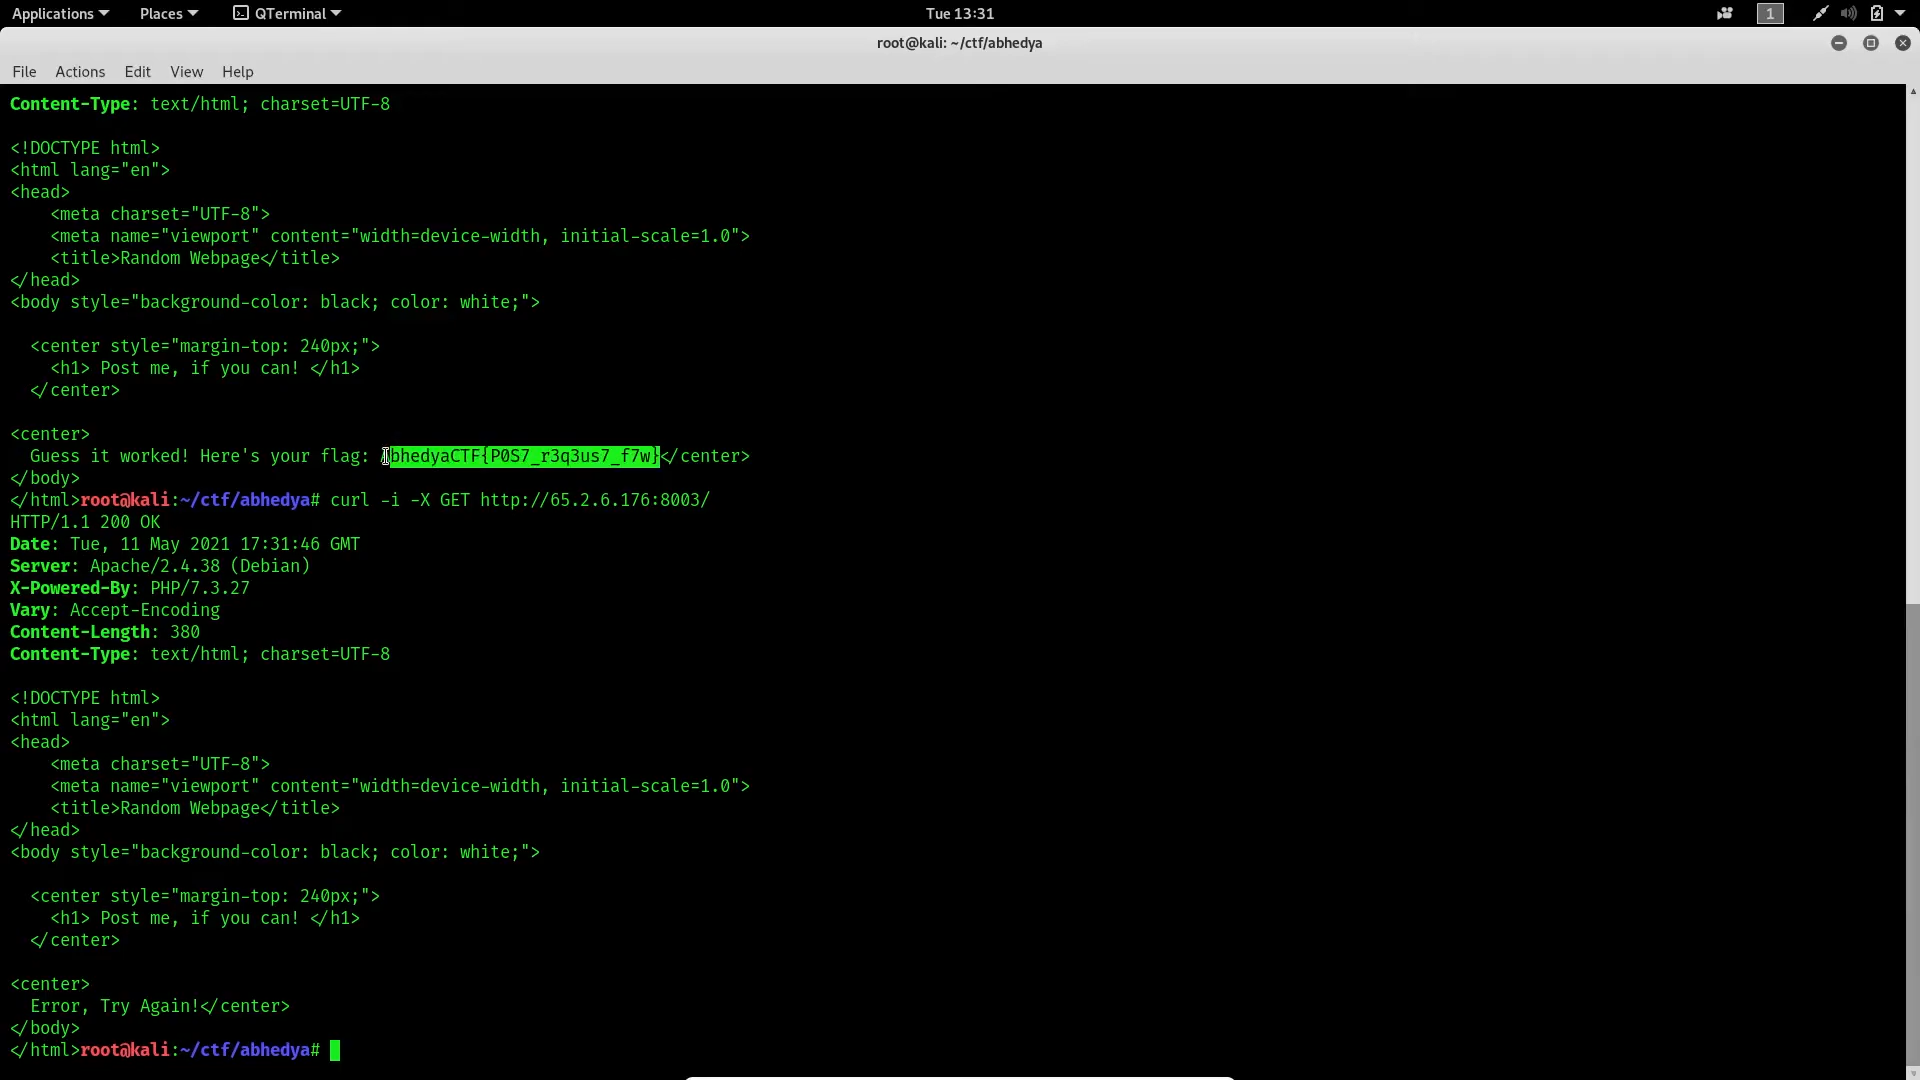 Applications Places QTerminal Tue 13:31 1
root@kali: ~/ctf/abhedya
File Actions Edit View Help
Content-Type: text/html; charset=UTF-8
<!DOCTYPE html>
<html lang="en">
<head>
    <meta charset="UTF-8">
    <meta name="viewport" content="width=device-width, initial-scale=1.0">
    <title>Random Webpage</title>
</head>
<body style="background-color: black; color: white;">
  <center style="margin-top: 240px;">
    <h1> Post me, if you can! </h1>
  </center>
<center>
  Guess it worked! Here's your flag: AbhedyaCTF{P0S7_r3q3us7_f7w}</center>
</body>
</html>root@kali:~/ctf/abhedya# curl -i -X GET http://65.2.6.176:8003/
HTTP/1.1 200 OK
Date: Tue, 11 May 2021 17:31:46 GMT
Server: Apache/2.4.38 (Debian)
X-Powered-By: PHP/7.3.27
Vary: Accept-Encoding
Content-Length: 380
Content-Type: text/html; charset=UTF-8
<!DOCTYPE html>
<html lang="en">
<head>
    <meta charset="UTF-8">
    <meta name="viewport" content="width=device-width, initial-scale=1.0">
    <title>Random Webpage</title>
</head>
<body style="background-color: black; color: white;">
  <center style="margin-top: 240px;">
    <h1> Post me, if you can! </h1>
  </center>
<center>
  Error, Try Again!</center>
</body>
</html>root@kali:~/ctf/abhedya#